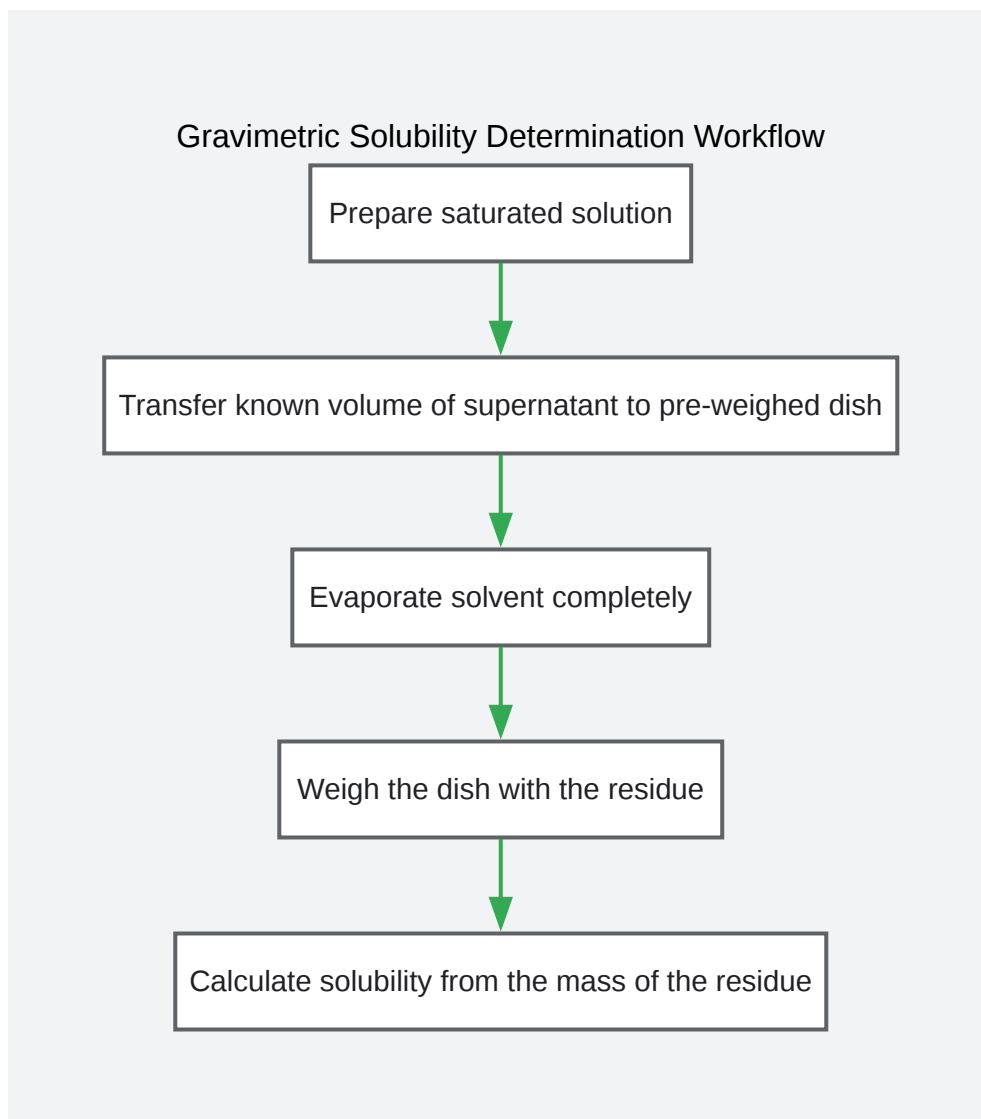 Gravimetric Solubility Determination Workflow
Prepare saturated solution
Transfer known volume of supernatant to pre-weighed dish
Evaporate solvent completely
Weigh the dish with the residue
Calculate solubility from the mass of the residue